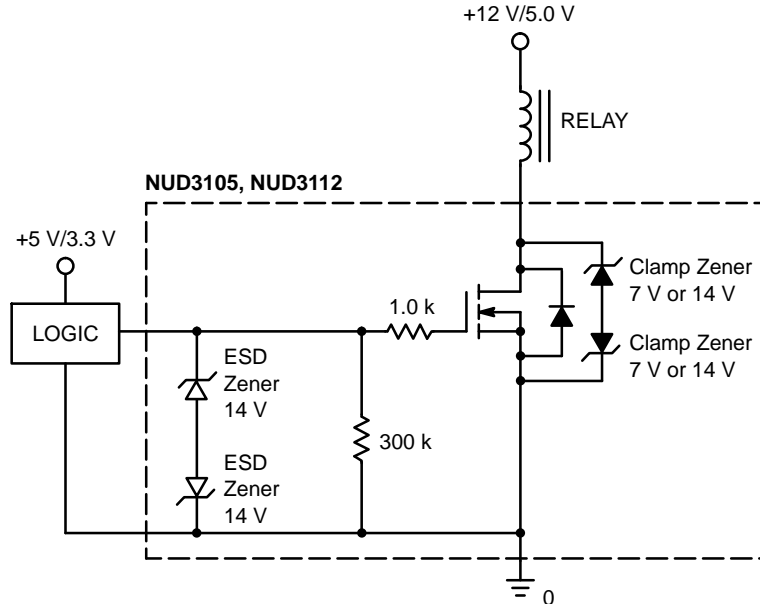 +12 V/5.0 V
RELAY
NUD3105, NUD3112
+5 V/3.3 V
LOGIC
1.0 k
Clamp Zener
7 V or 14 V
Clamp Zener
7 V or 14 V
ESD
Zener
14 V
300 k
ESD
Zener
14 V
0